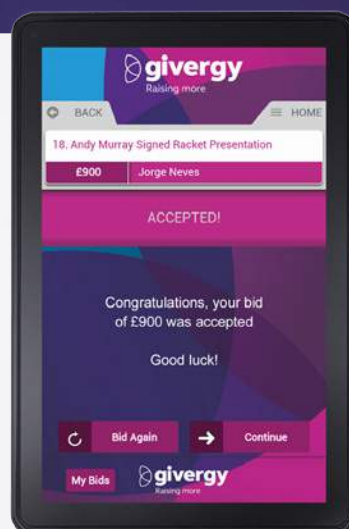 givergy
Raising more
BACK
HOME
18. Andy Murray Signed Racket Presentation
£900 Jorge Neves
ACCEPTED!
Congratulations, your bid
of £900 was accepted
Good luck!
Bid Again
Continue
My Bids
givergy
Raising more